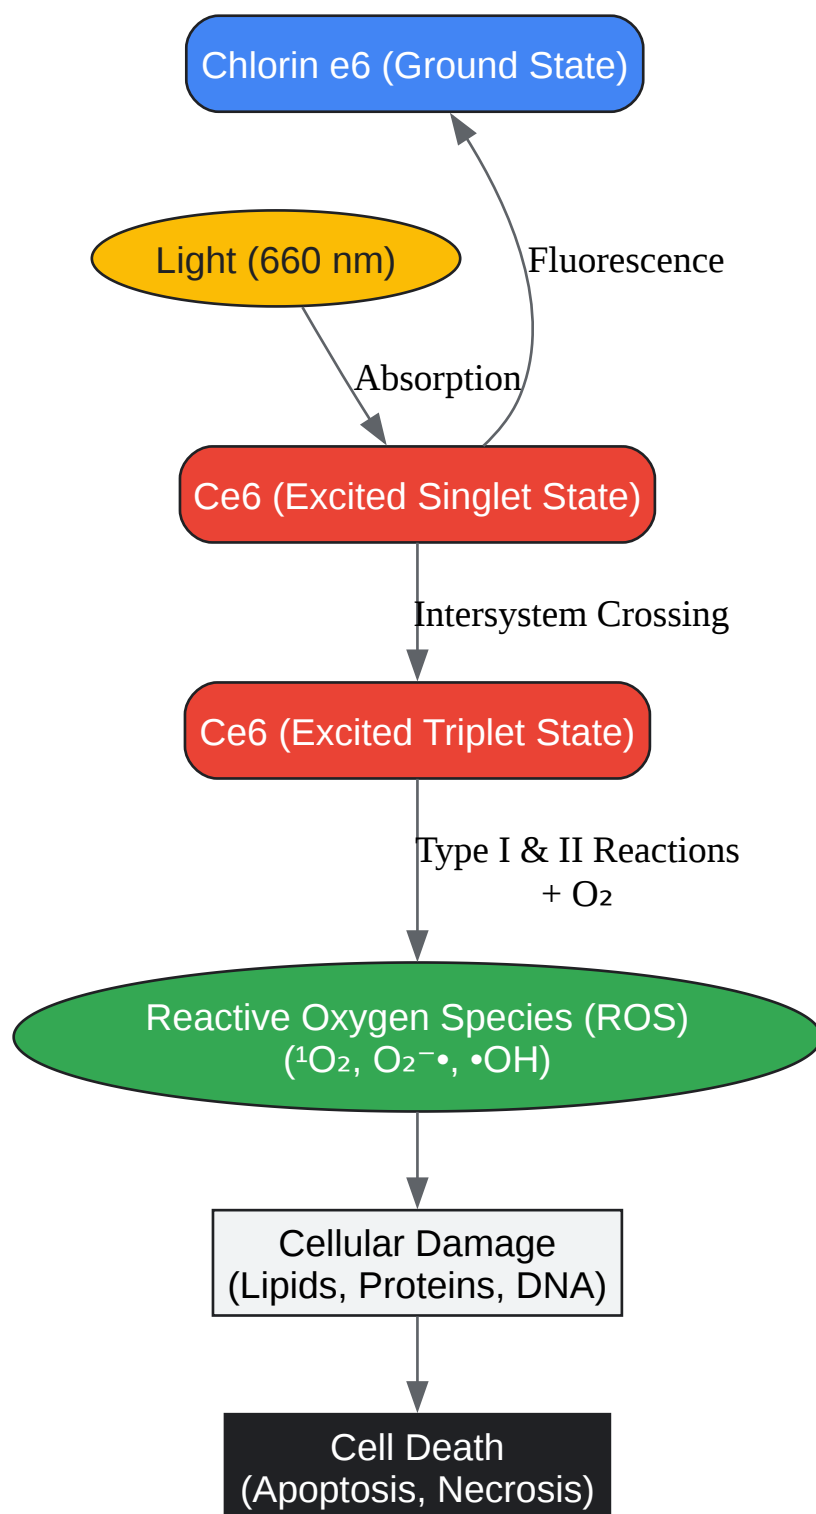 Chlorin e6 (Ground State)
Light (660 nm)
Fluorescence
Absorption
Ce6 (Excited Singlet State)
Intersystem Crossing
Ce6 (Excited Triplet State)
Type I & II Reactions
+ O₂
Reactive Oxygen Species (ROS)
(¹O₂, O₂⁻•, •OH)
Cellular Damage
(Lipids, Proteins, DNA)
Cell Death
(Apoptosis, Necrosis)